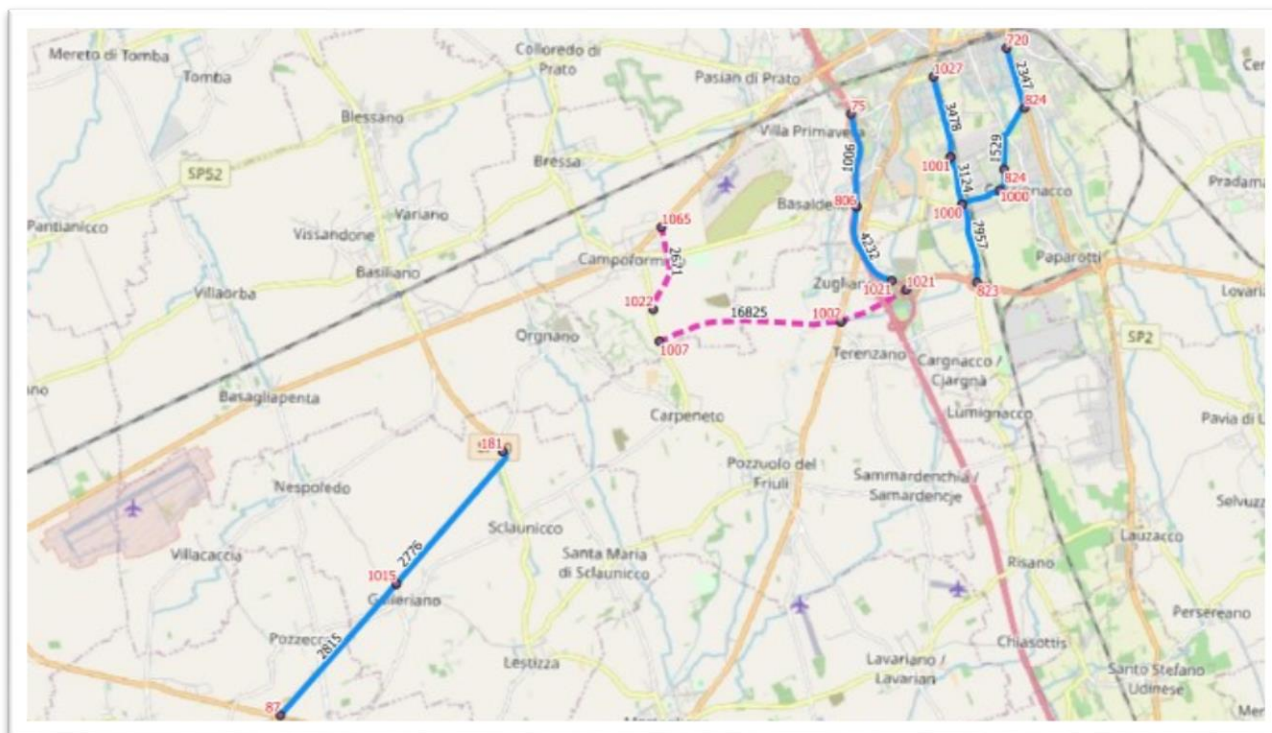 720
Mereto di Tomba
Colloredo di
Prato
Pasian di Prato
Tomba
1027
2347
824
75
Blessano
3478
Villa Primavera
1529
1006
Bressa
1001
SP52
3124
824
1000
Pradama
Basaldella
806
1000
Variano
1065
Pantianicco
Vissandone
4232
7957
Campoformido
2671
Paparotti
Basiliano
Villaorba
Zugliano
1021
1021
823
Lovaria
1022
16825
1002
Orgnano
SP2
1007
Terenzano
Cargnacco /
Cjargnà
Basagliapenta
Carpeneto
Lumignacco
Pavia di
181
Pozzuolo del
Friuli
Sammardenchia /
Samardencje
Nespoledo
Selvuzz
Sclaunicco
Lauzacco
Villacaccia
2776
Santa Maria
di Sclaunicco
Risano
1015
Galleriano
Persereano
Pozzecco
2815
Chiasottis
Lestizza
Lavariano /
Lavarian
Santo Stefano
Udinese
87